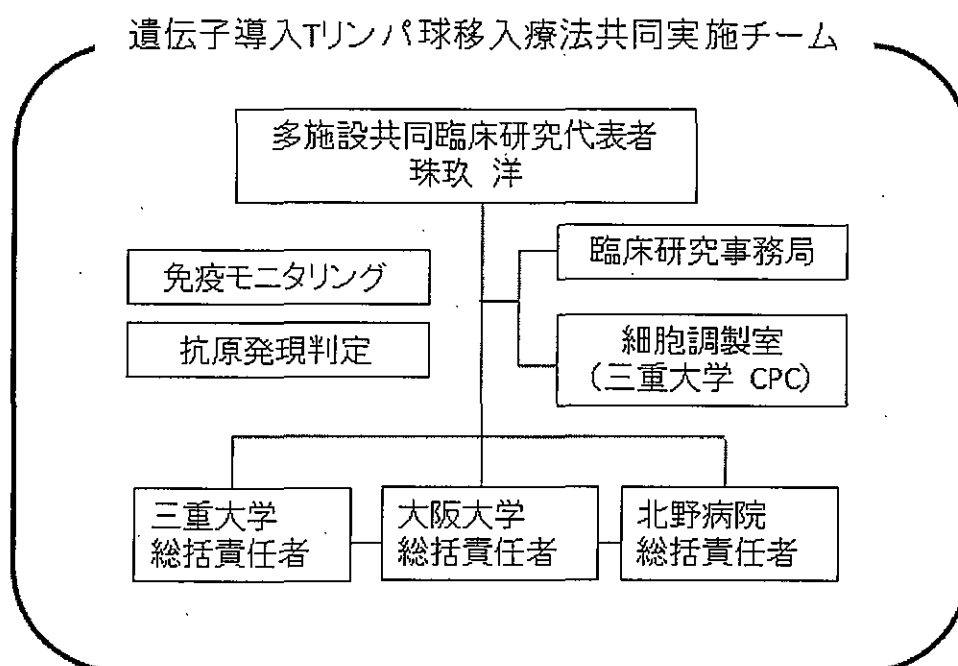 遺伝子導入Tリンパ球移入療法共同実施チーム
多施設共同臨床研究代表者
珠玖 洋
免疫モニタリング
抗原発現判定
臨床研究事務局
細胞調製室
(三重大学 CPC)
三重大学
総括責任者
大阪大学
総括責任者
北野病院
総括責任者